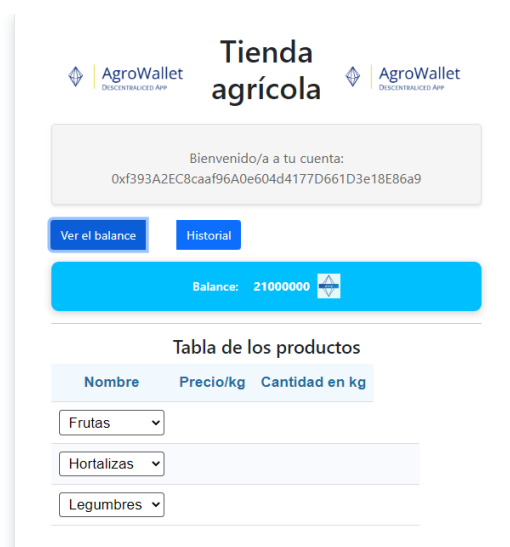 Tienda
agrícola
AgroWallet
Descentraliced App
AgroWallet
Descentraliced App
Bienvenido/a a tu cuenta:
0xf393A2EC8caaf96A0e604d4177D661D3e18E86a9
Ver el balance
Historial
Balance: 21000000
Tabla de los productos
Nombre Precio/kg Cantidad en kg
Frutas
Hortalizas
Legumbres